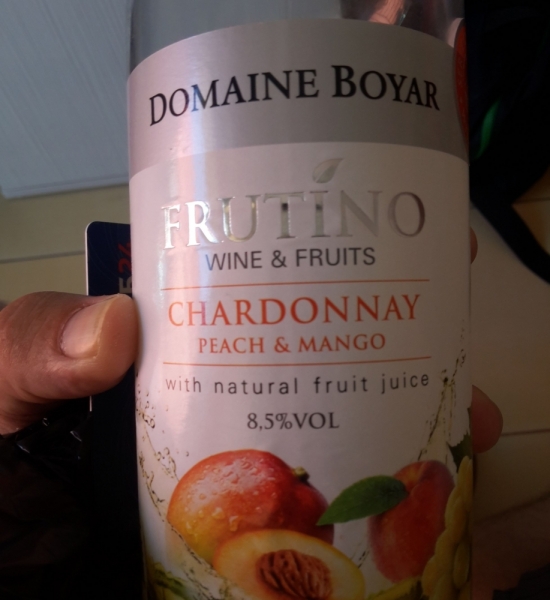 DOMAINE BOYAR
FRUTINO
WINE & FRUITS
CHARDONNAY
PEACH & MANGO
with natural fruit juice
8,5%VOL